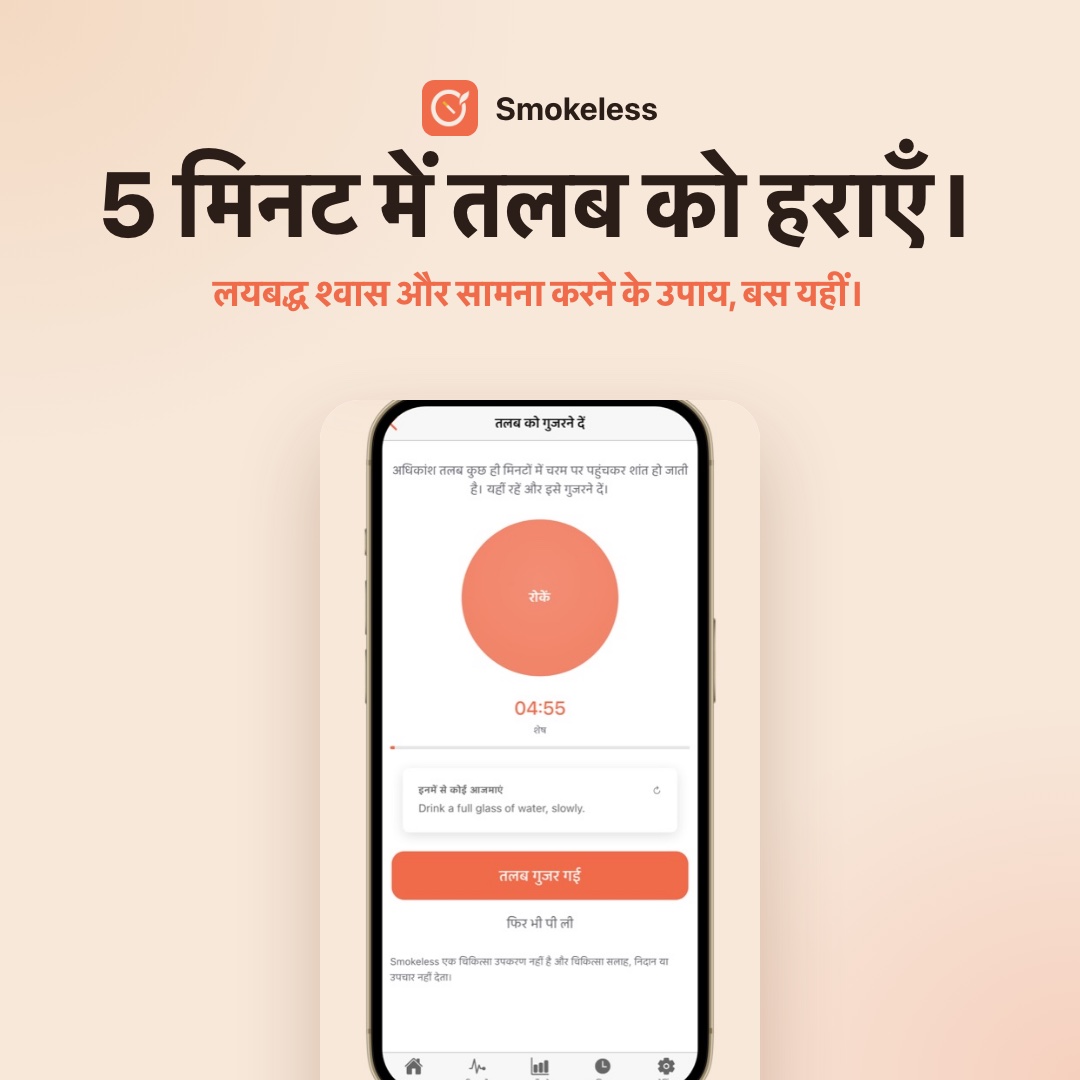 Smokeless
5 मिनट में तलब को हराएँ।
लयबद्ध श्वास और सामना करने के उपाय, बस यहीं।
तलब को गुजरने दें
अधिकांश तलब कुछ ही मिनटों में चरम पर पहुंचकर शांत हो जाती
है। यहीं रहें और इसे गुजरने दें।
रोकें
04:55
शेष
इनमें से कोई आजमाएं
Drink a full glass of water, slowly.
तलब गुजर गई
फिर भी पी ली
Smokeless एक चिकित्सा उपकरण नहीं है और चिकित्सा सलाह, निदान या
उपचार नहीं देता।